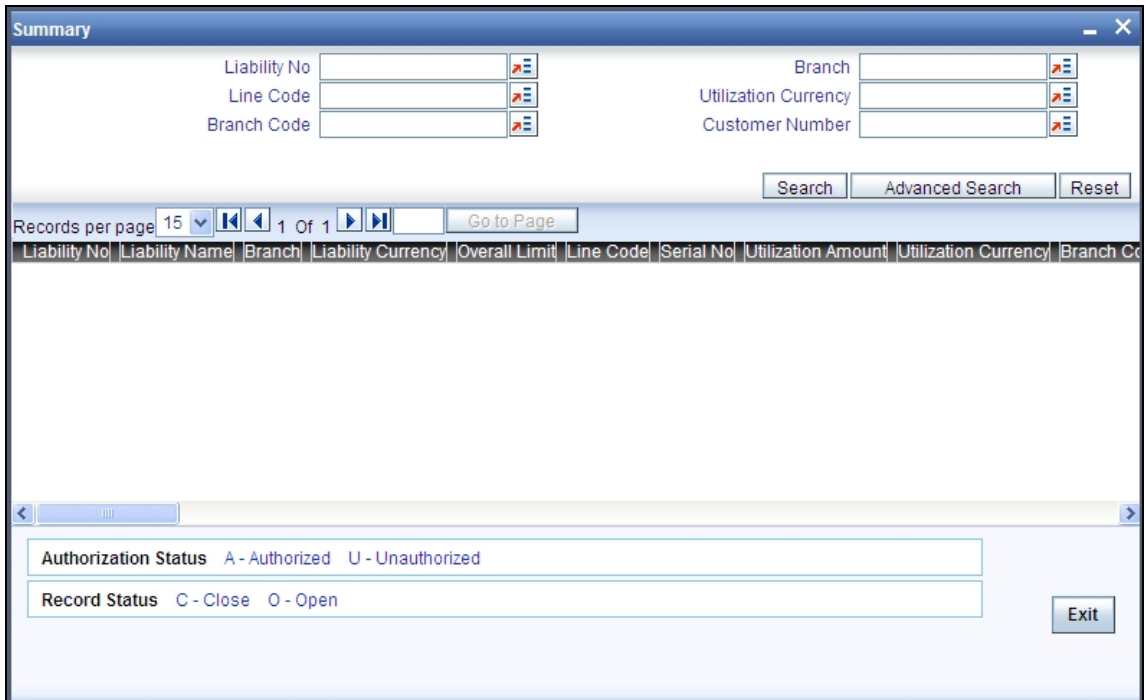 Summary
Liability No Branch
Line Code Utilization Currency
Branch Code Customer Number
Search Advanced Search Reset
Records per page 15 1 Of 1 Go to Page
Liability No Liability Name Branch Liability Currency Overall Limit Line Code Serial No Utilization Amount Utilization Currency Branch Co
Authorization Status A - Authorized U - Unauthorized
Record Status C - Close O - Open
Exit